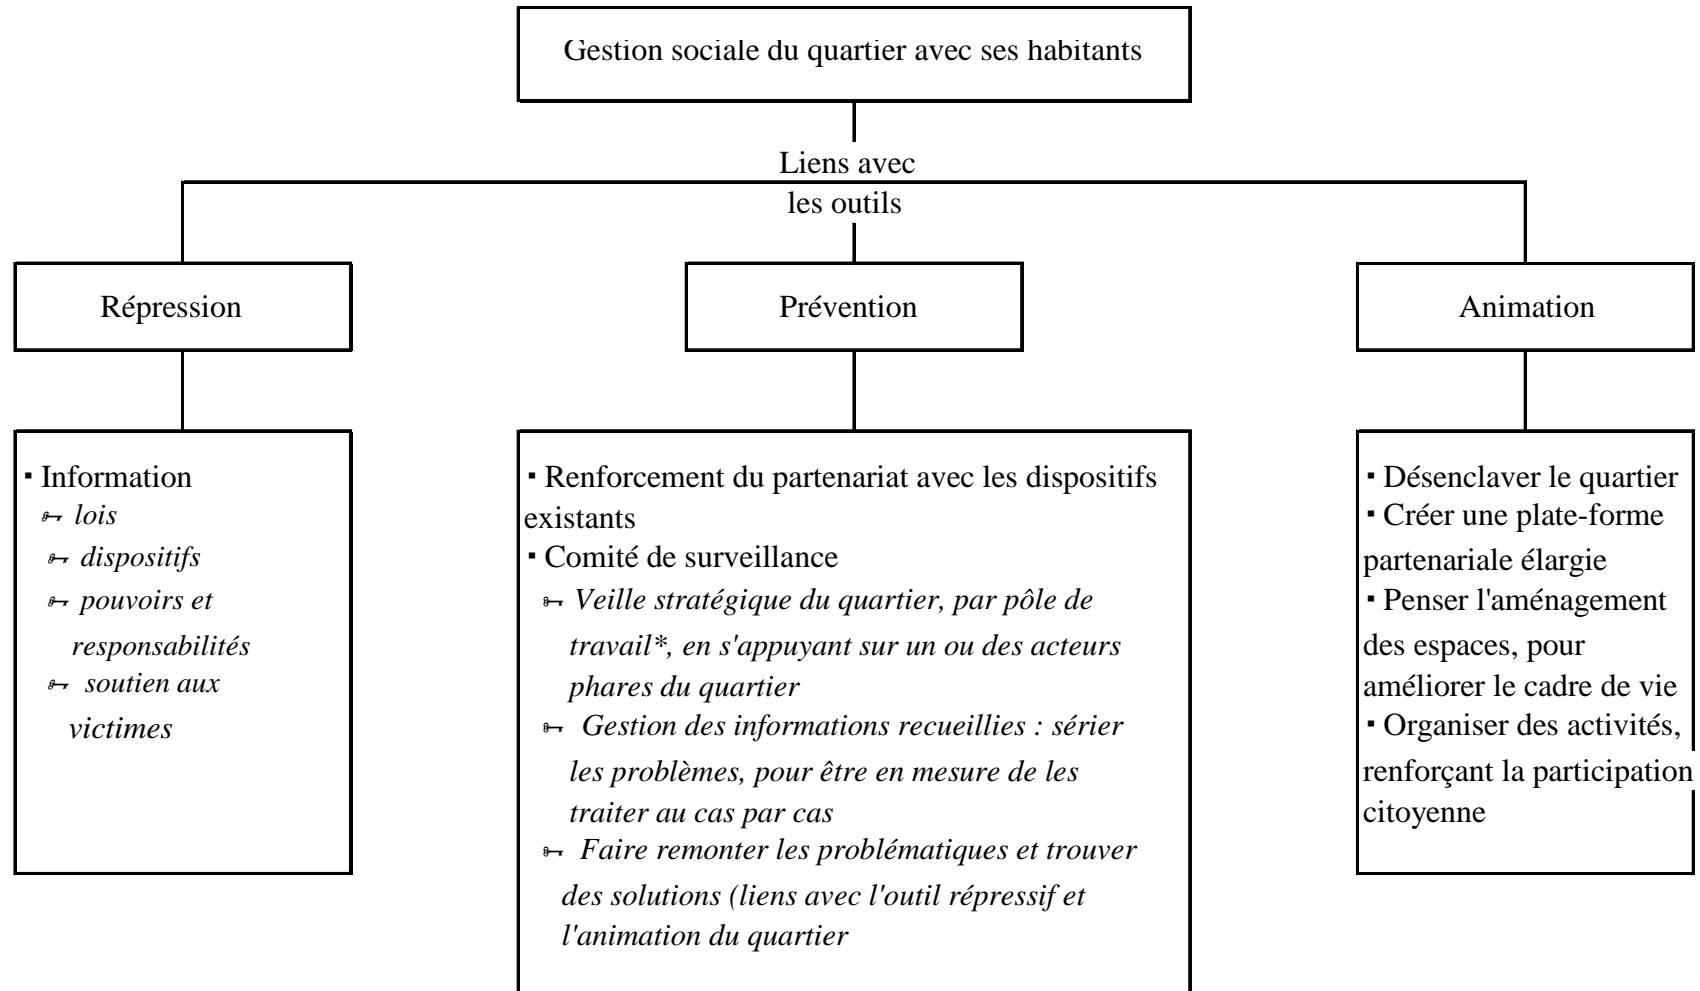 Gestion sociale du quartier avec ses habitants
Liens avec
les outils
Répression
Prévention
Animation
▪ Information
lois
dispositifs
pouvoirs et
responsabilités
soutien aux
victimes
▪ Renforcement du partenariat avec les dispositifs
existants
▪ Comité de surveillance
Veille stratégique du quartier, par pôle de
travail*, en s'appuyant sur un ou des acteurs
phares du quartier
Gestion des informations recueillies : sérier
les problèmes, pour être en mesure de les
traiter au cas par cas
Faire remonter les problématiques et trouver
des solutions (liens avec l'outil répressif et
l'animation du quartier
▪ Désenclaver le quartier
▪ Créer une plate-forme
partenariale élargie
▪ Penser l'aménagement
des espaces, pour
améliorer le cadre de vie
▪ Organiser des activités,
renforçant la participation
citoyenne